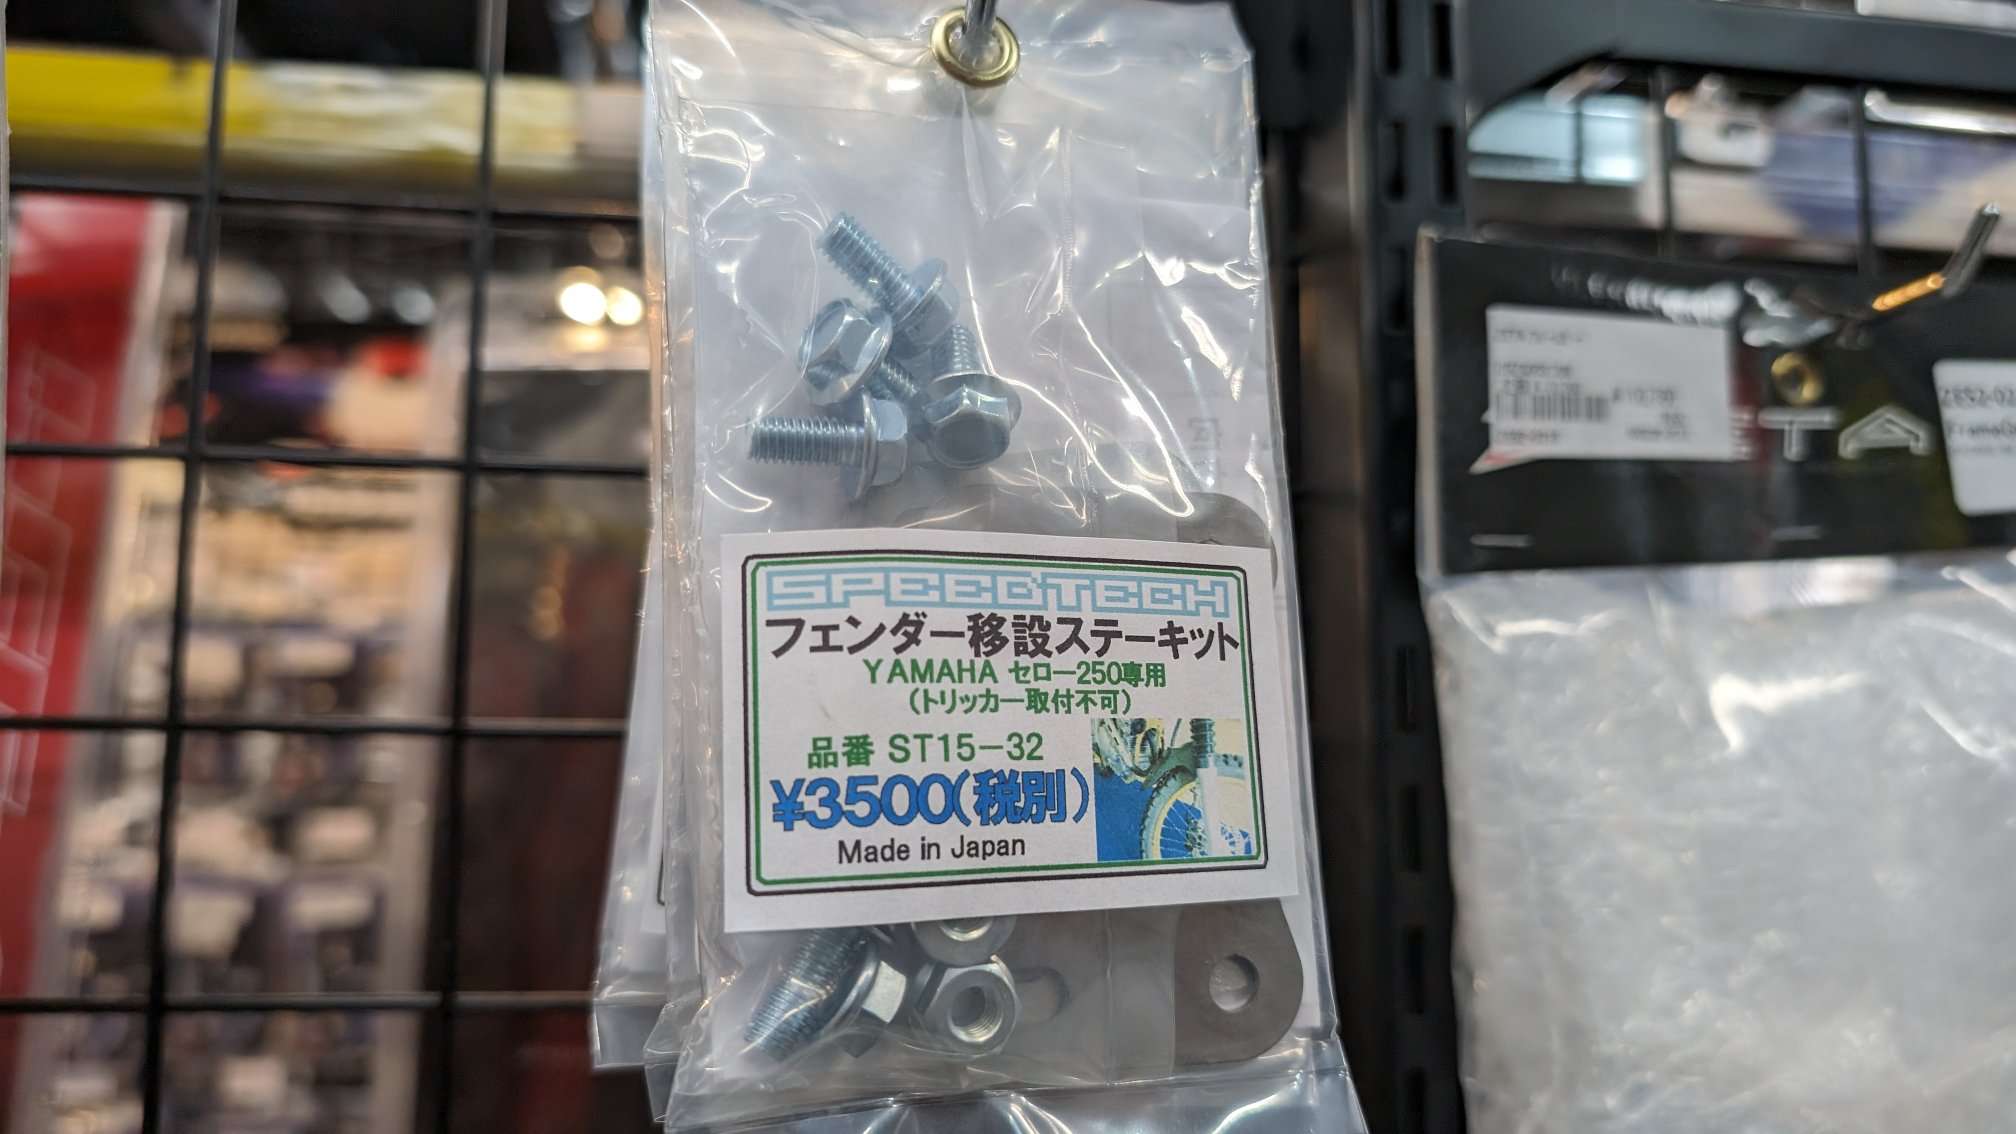 SPEEDTECH
フェンダー移設ステーキット
YAMAHA セロー250専用
（トリッカー取付不可）
品番 ST15－32
¥3500（税別）
Made in Japan
ETA